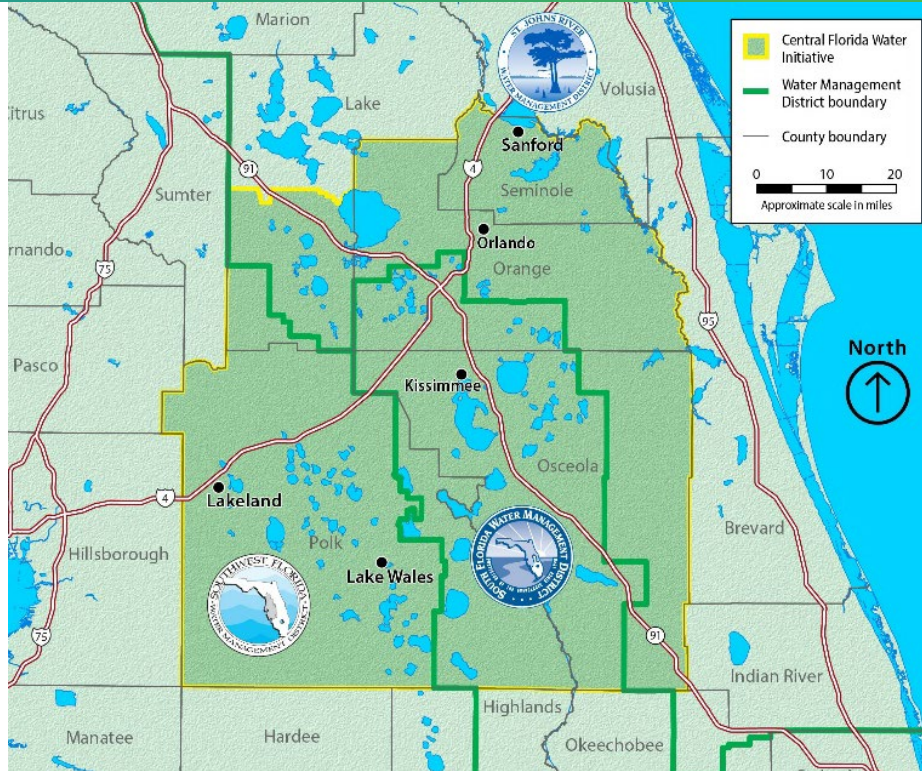 Marion
Citrus
Lake
Volusia
91
4
Sanford
Sumter
Seminole
Orlando
Orange
75
95
Pasco
Kissimmee
Osceola
4
Lakeland
Polk
Lake Wales
Hillsborough
Brevard
75
91
Indian River
Manatee
Hardee
Highlands
Okeechobee
ST. JOHNS RIVER
WATER MANAGEMENT DISTRICT
SOUTHWEST FLORIDA
WATER MANAGEMENT DISTRICT
SOUTH FLORIDA WATER MANAGEMENT DISTRICT
Central Florida Water
Initiative
Water Management
District boundary
County boundary
0 10 20
Approximate scale in miles
North